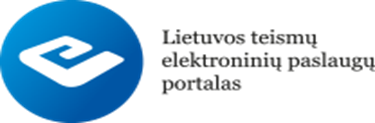 Lietuvos teismų
elektroninių paslaugų
portalas